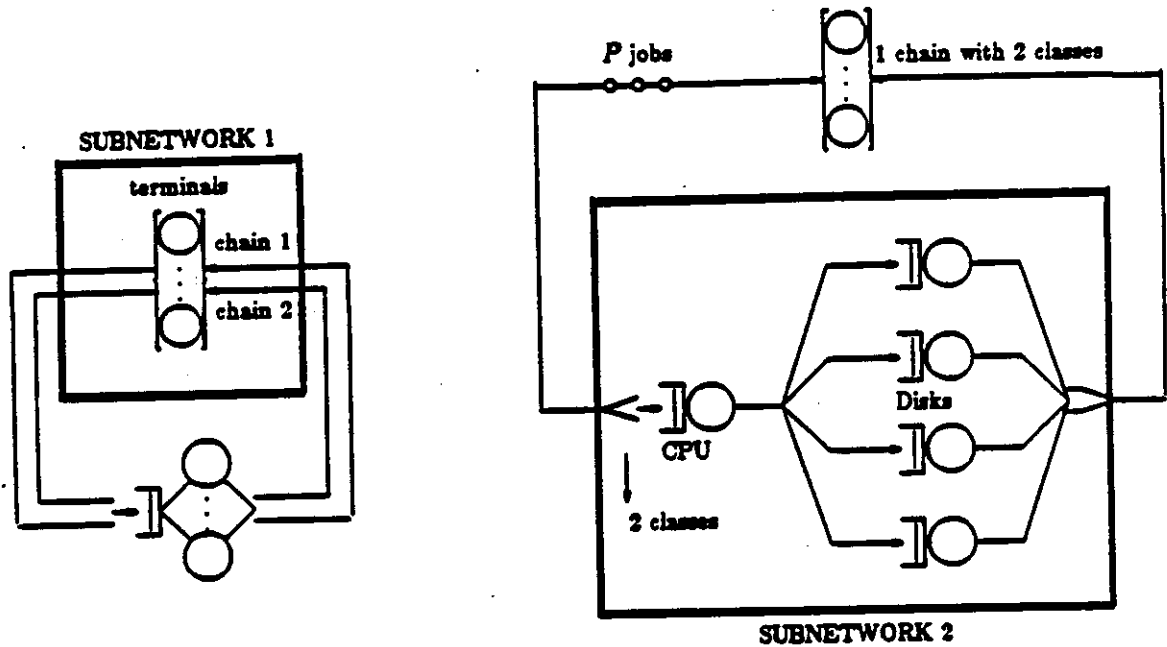 SUBNETWORK 1
terminals
chain 1
chain 2
P jobs
1 chain with 2 classes
Disks
CPU
2 classes
SUBNETWORK 2